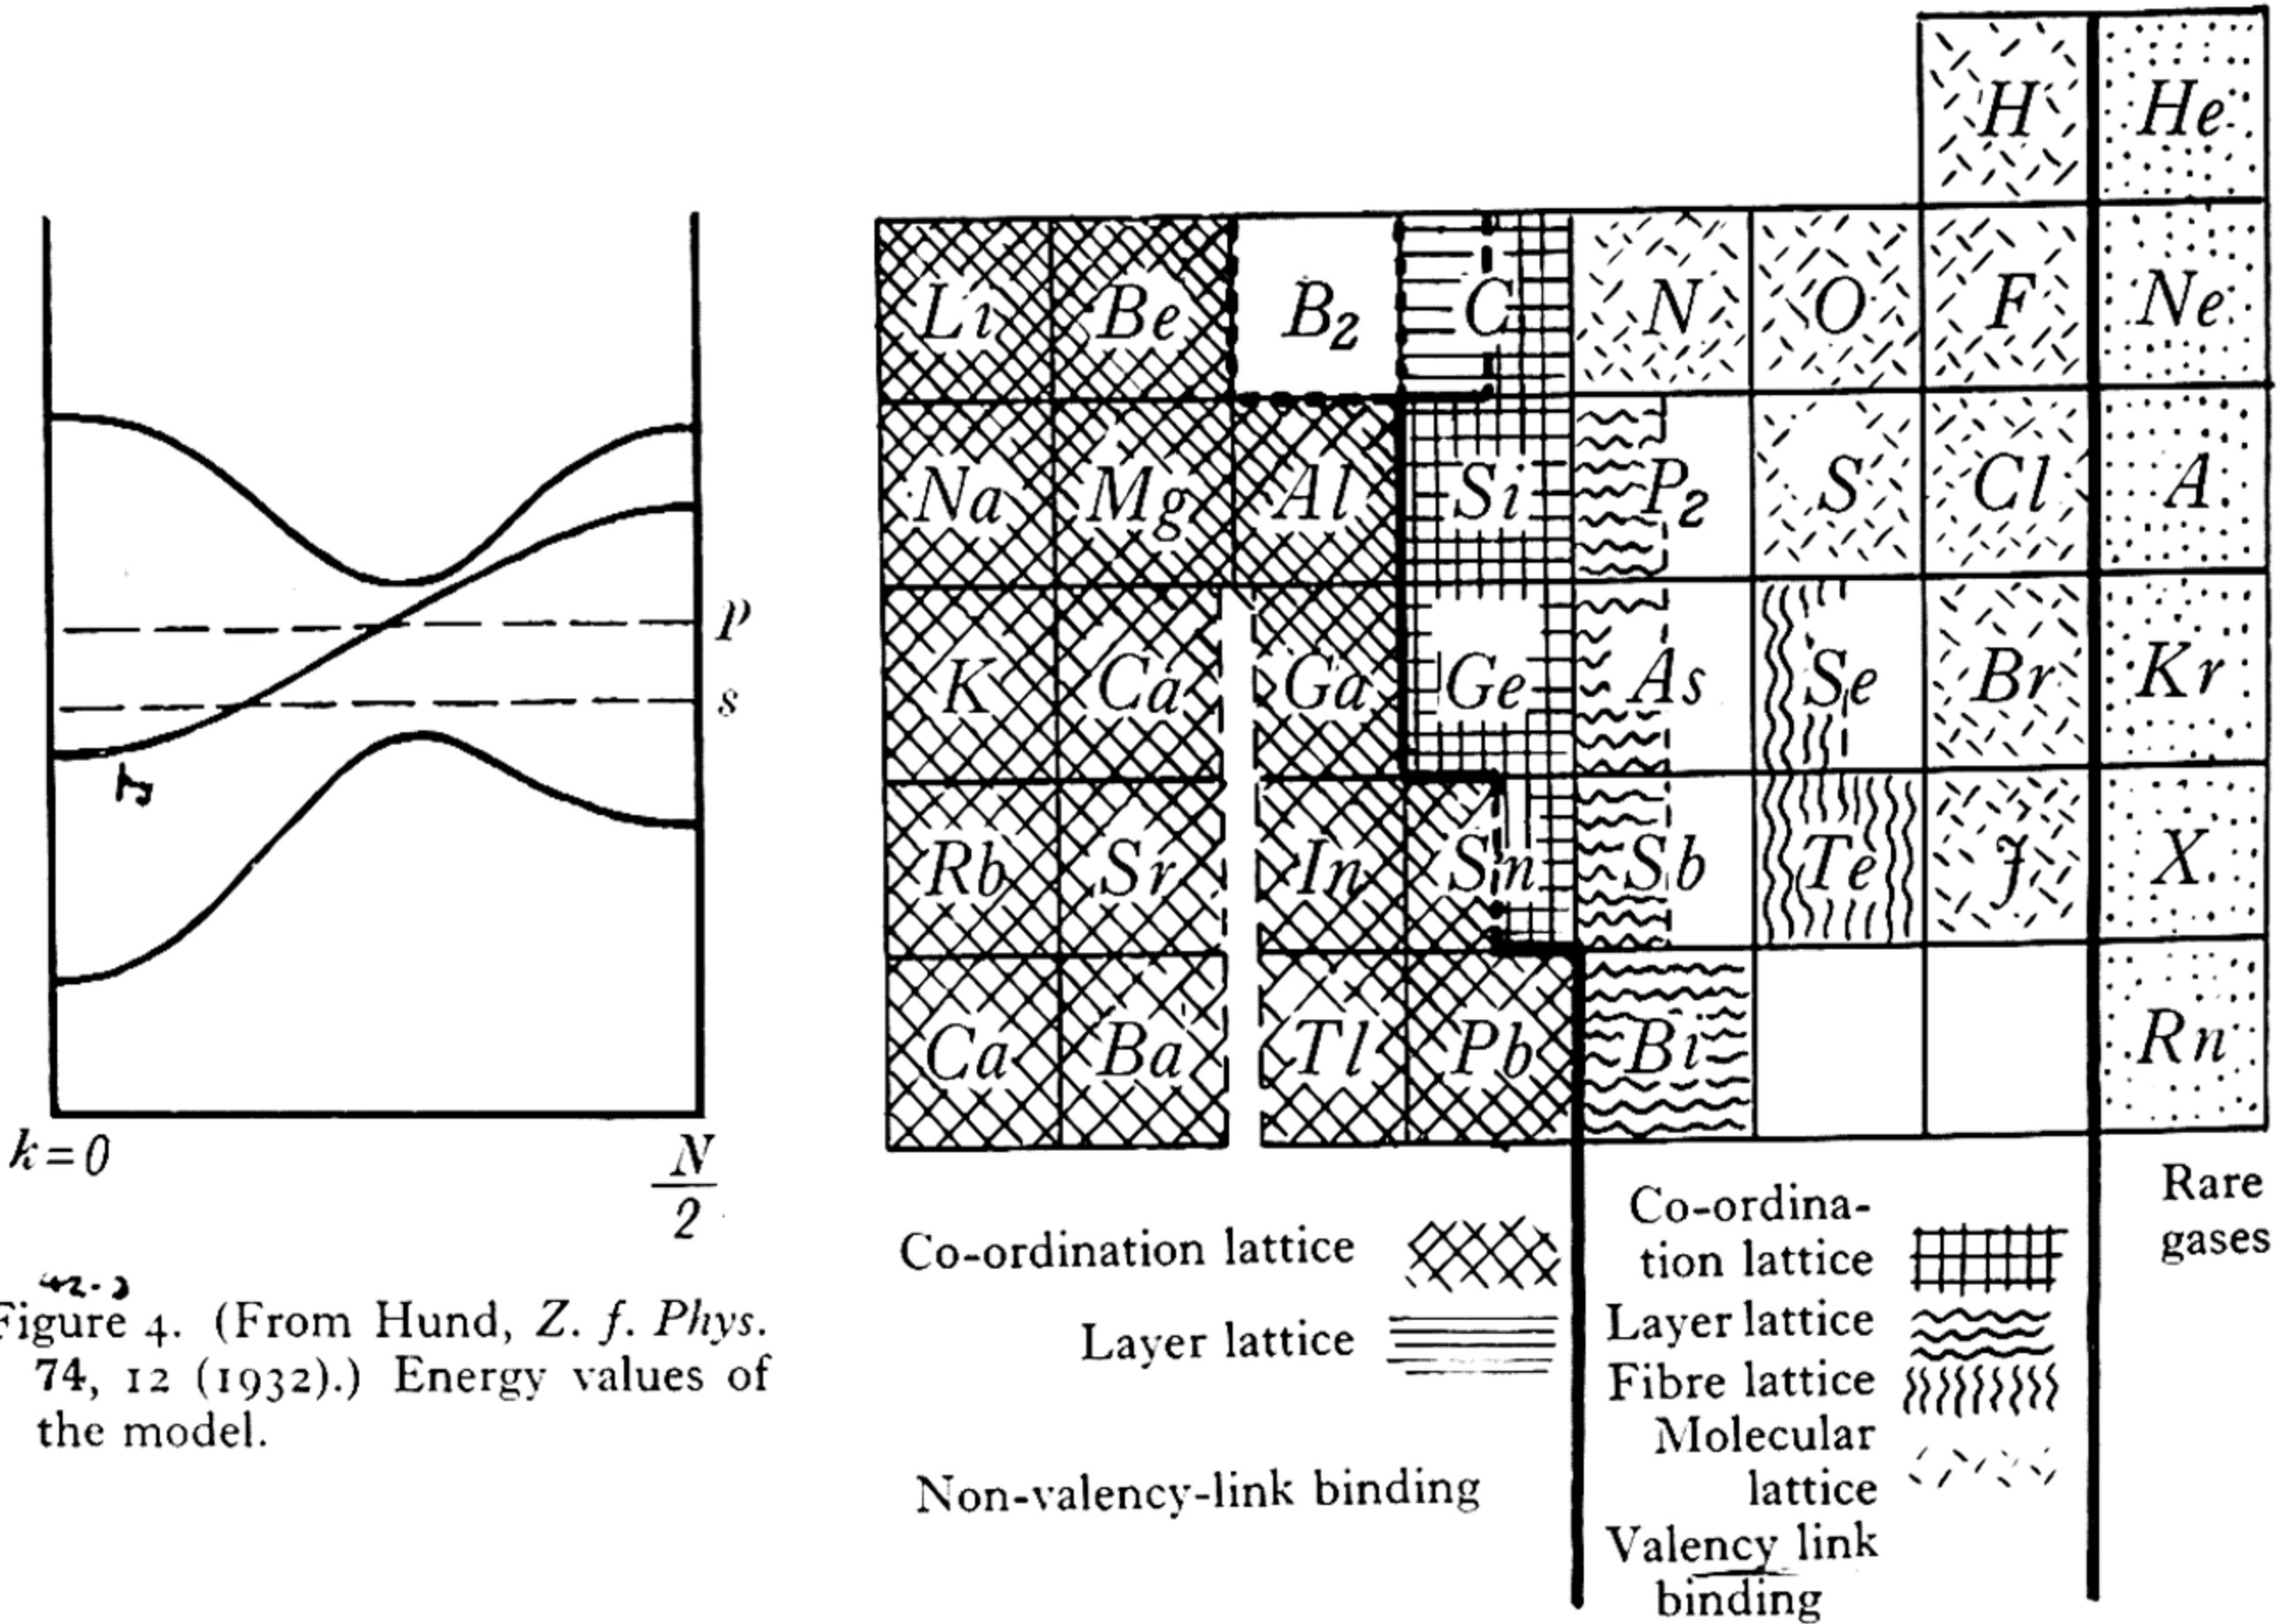 H He
Li Be B2 C N O F Ne
Na Mg Al Si P2 S Cl A
p
K Ca Ga Ge As Se Br Kr
s
Rb Sr In Sn Sb Te J X
Ca Ba Tl Pb Bi Rn
k=0
N
2
Figure 4. (From Hund, Z. f. Phys.
74, 12 (1932).) Energy values of
the model.
Co-ordination lattice
Layer lattice
Non-valency-link binding
Co-ordina-
tion lattice
Layer lattice
Fibre lattice
Molecular
lattice
Valency link
binding
Rare
gases